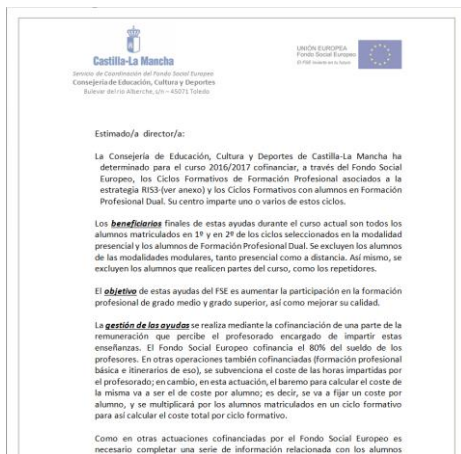 Castilla-La Mancha
Servicio de Coordinación del Fondo Social Europeo
Consejería de Educación, Cultura y Deportes
Bulevar del río Alberche, s/n – 45071 Toledo
UNIÓN EUROPEA
Fondo Social Europeo
El FSE invierte en tu futuro
Estimado/a director/a:
La Consejería de Educación, Cultura y Deportes de Castilla-La Mancha ha
determinado para el curso 2016/2017 cofinanciar, a través del Fondo Social
Europeo, los Ciclos Formativos de Formación Profesional asociados a la
estrategia RIS3-(ver anexo) y los Ciclos Formativos con alumnos en Formación
Profesional Dual. Su centro imparte uno o varios de estos ciclos.
Los beneficiarios finales de estas ayudas durante el curso actual son todos los
alumnos matriculados en 1º y en 2º de los ciclos seleccionados en la modalidad
presencial y los alumnos de Formación Profesional Dual. Se excluyen los alumnos
de las modalidades modulares, tanto presencial como a distancia. Así mismo, se
excluyen los alumnos que realicen partes del curso, como los repetidores.
El objetivo de estas ayudas del FSE es aumentar la participación en la formación
profesional de grado medio y grado superior, así como mejorar su calidad.
La gestión de las ayudas se realiza mediante la cofinanciación de una parte de la
remuneración que percibe el profesorado encargado de impartir estas
enseñanzas. El Fondo Social Europeo cofinancia el 80% del sueldo de los
profesores. En otras operaciones también cofinanciadas (formación profesional
básica e itinerarios de eso), se subvenciona el coste de las horas impartidas por
el profesorado; en cambio, en esta actuación, el baremo para calcular el coste de
la misma va a ser el de coste por alumno; es decir, se va a fijar un coste por
alumno, y se multiplicará por los alumnos matriculados en un ciclo formativo
para así calcular el coste total por ciclo formativo.
Como en otras actuaciones cofinanciadas por el Fondo Social Europeo es
necesario completar una serie de información relacionada con los alumnos